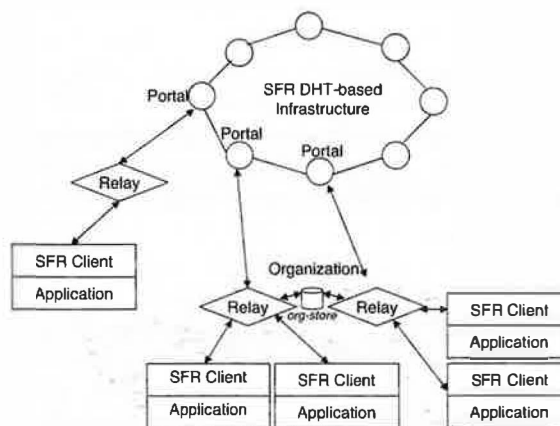 SFR DHT-based
Infrastructure
Portal
Portal
Portal
Relay
SFR Client
Application
Organization
Relay
org-store
Relay
SFR Client
Application
SFR Client
Application
SFR Client
Application
SFR Client
Application